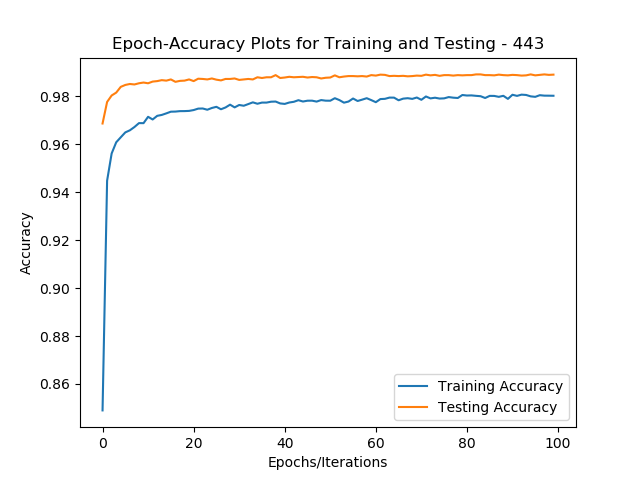 Epoch-Accuracy Plots for Training and Testing - 443
0.98
0.96
0.94
0.92
0.90
0.88
0.86
Accuracy
0
20
40
60
80
100
Epochs/Iterations
Training Accuracy
Testing Accuracy